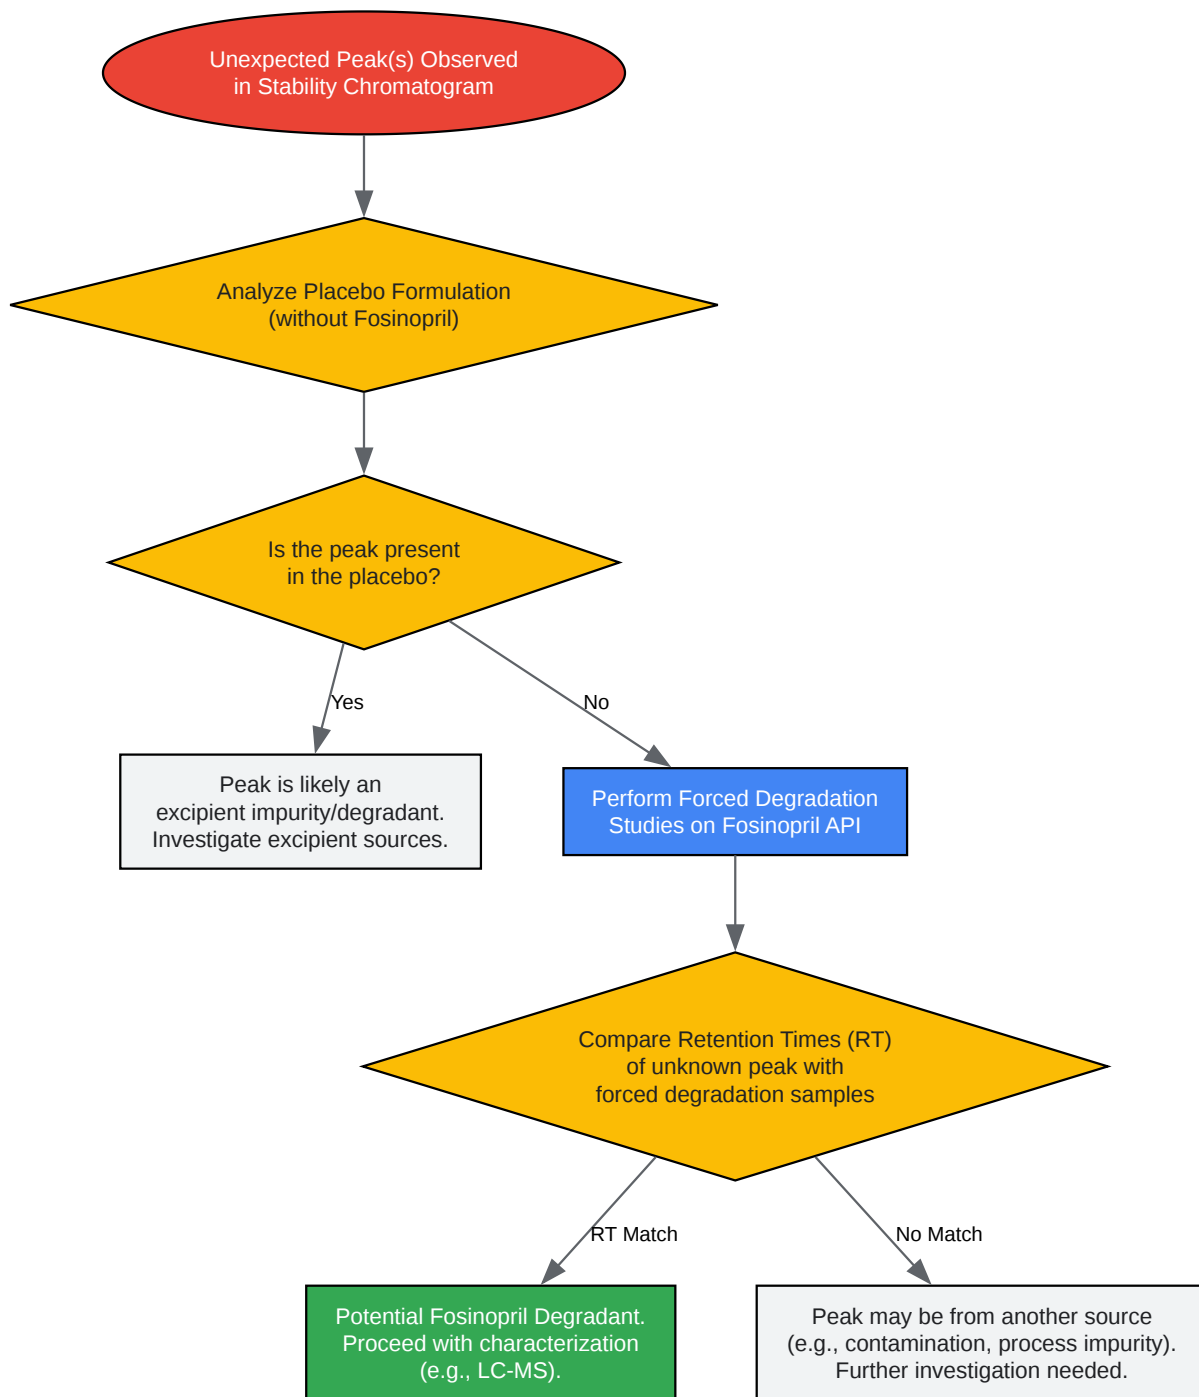 Unexpected Peak(s) Observed
in Stability Chromatogram
Analyze Placebo Formulation
(without Fosinopril)
Is the peak present
in the placebo?
Yes
No
Peak is likely an
excipient impurity/degradant.
Investigate excipient sources.
Perform Forced Degradation
Studies on Fosinopril API
Compare Retention Times (RT)
of unknown peak with
forced degradation samples
RT Match
No Match
Potential Fosinopril Degradant.
Proceed with characterization
(e.g., LC-MS).
Peak may be from another source
(e.g., contamination, process impurity).
Further investigation needed.